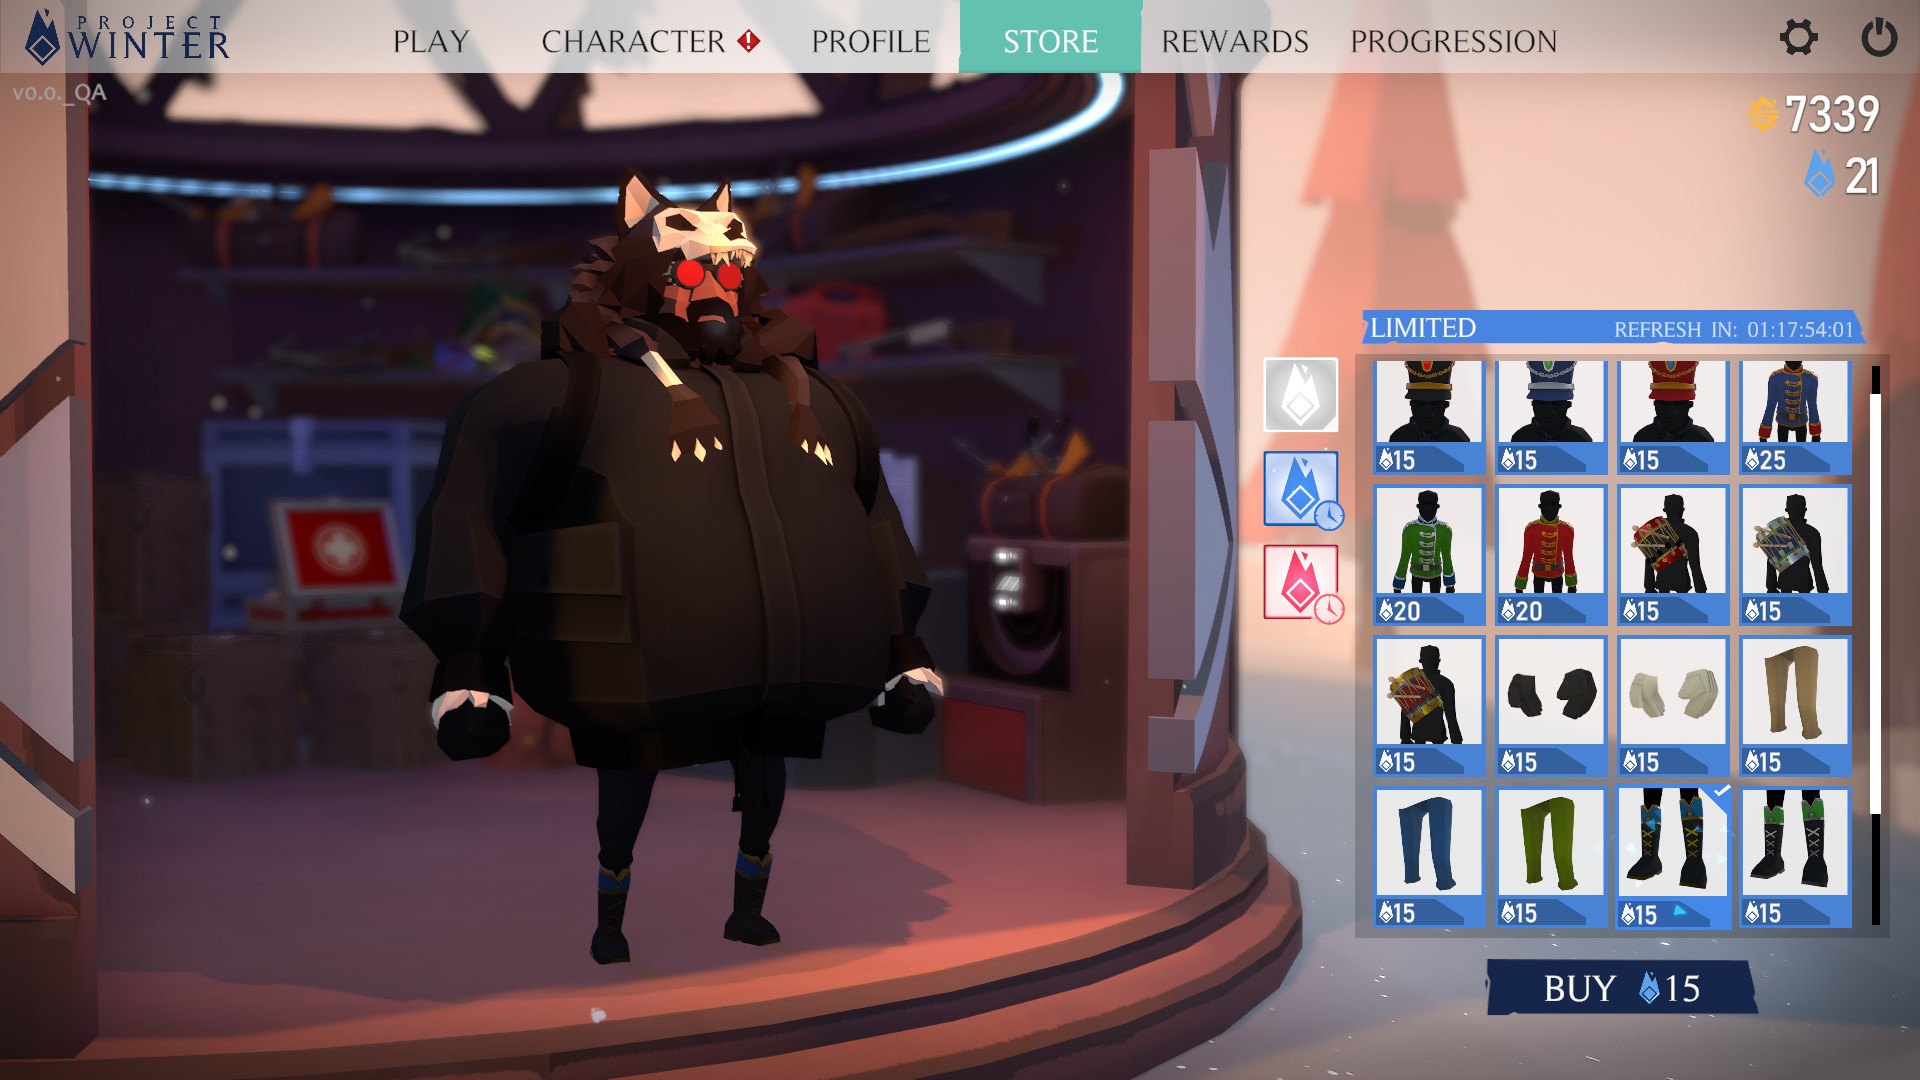 PROJECT
WINTER
PLAY
CHARACTER
PROFILE
STORE
REWARDS
PROGRESSION
v0.0._QA
7339
21
LIMITED
REFRESH IN: 01:17:54:01
15
15
15
25
20
20
15
15
15
15
15
15
15
15
15
15
BUY 15